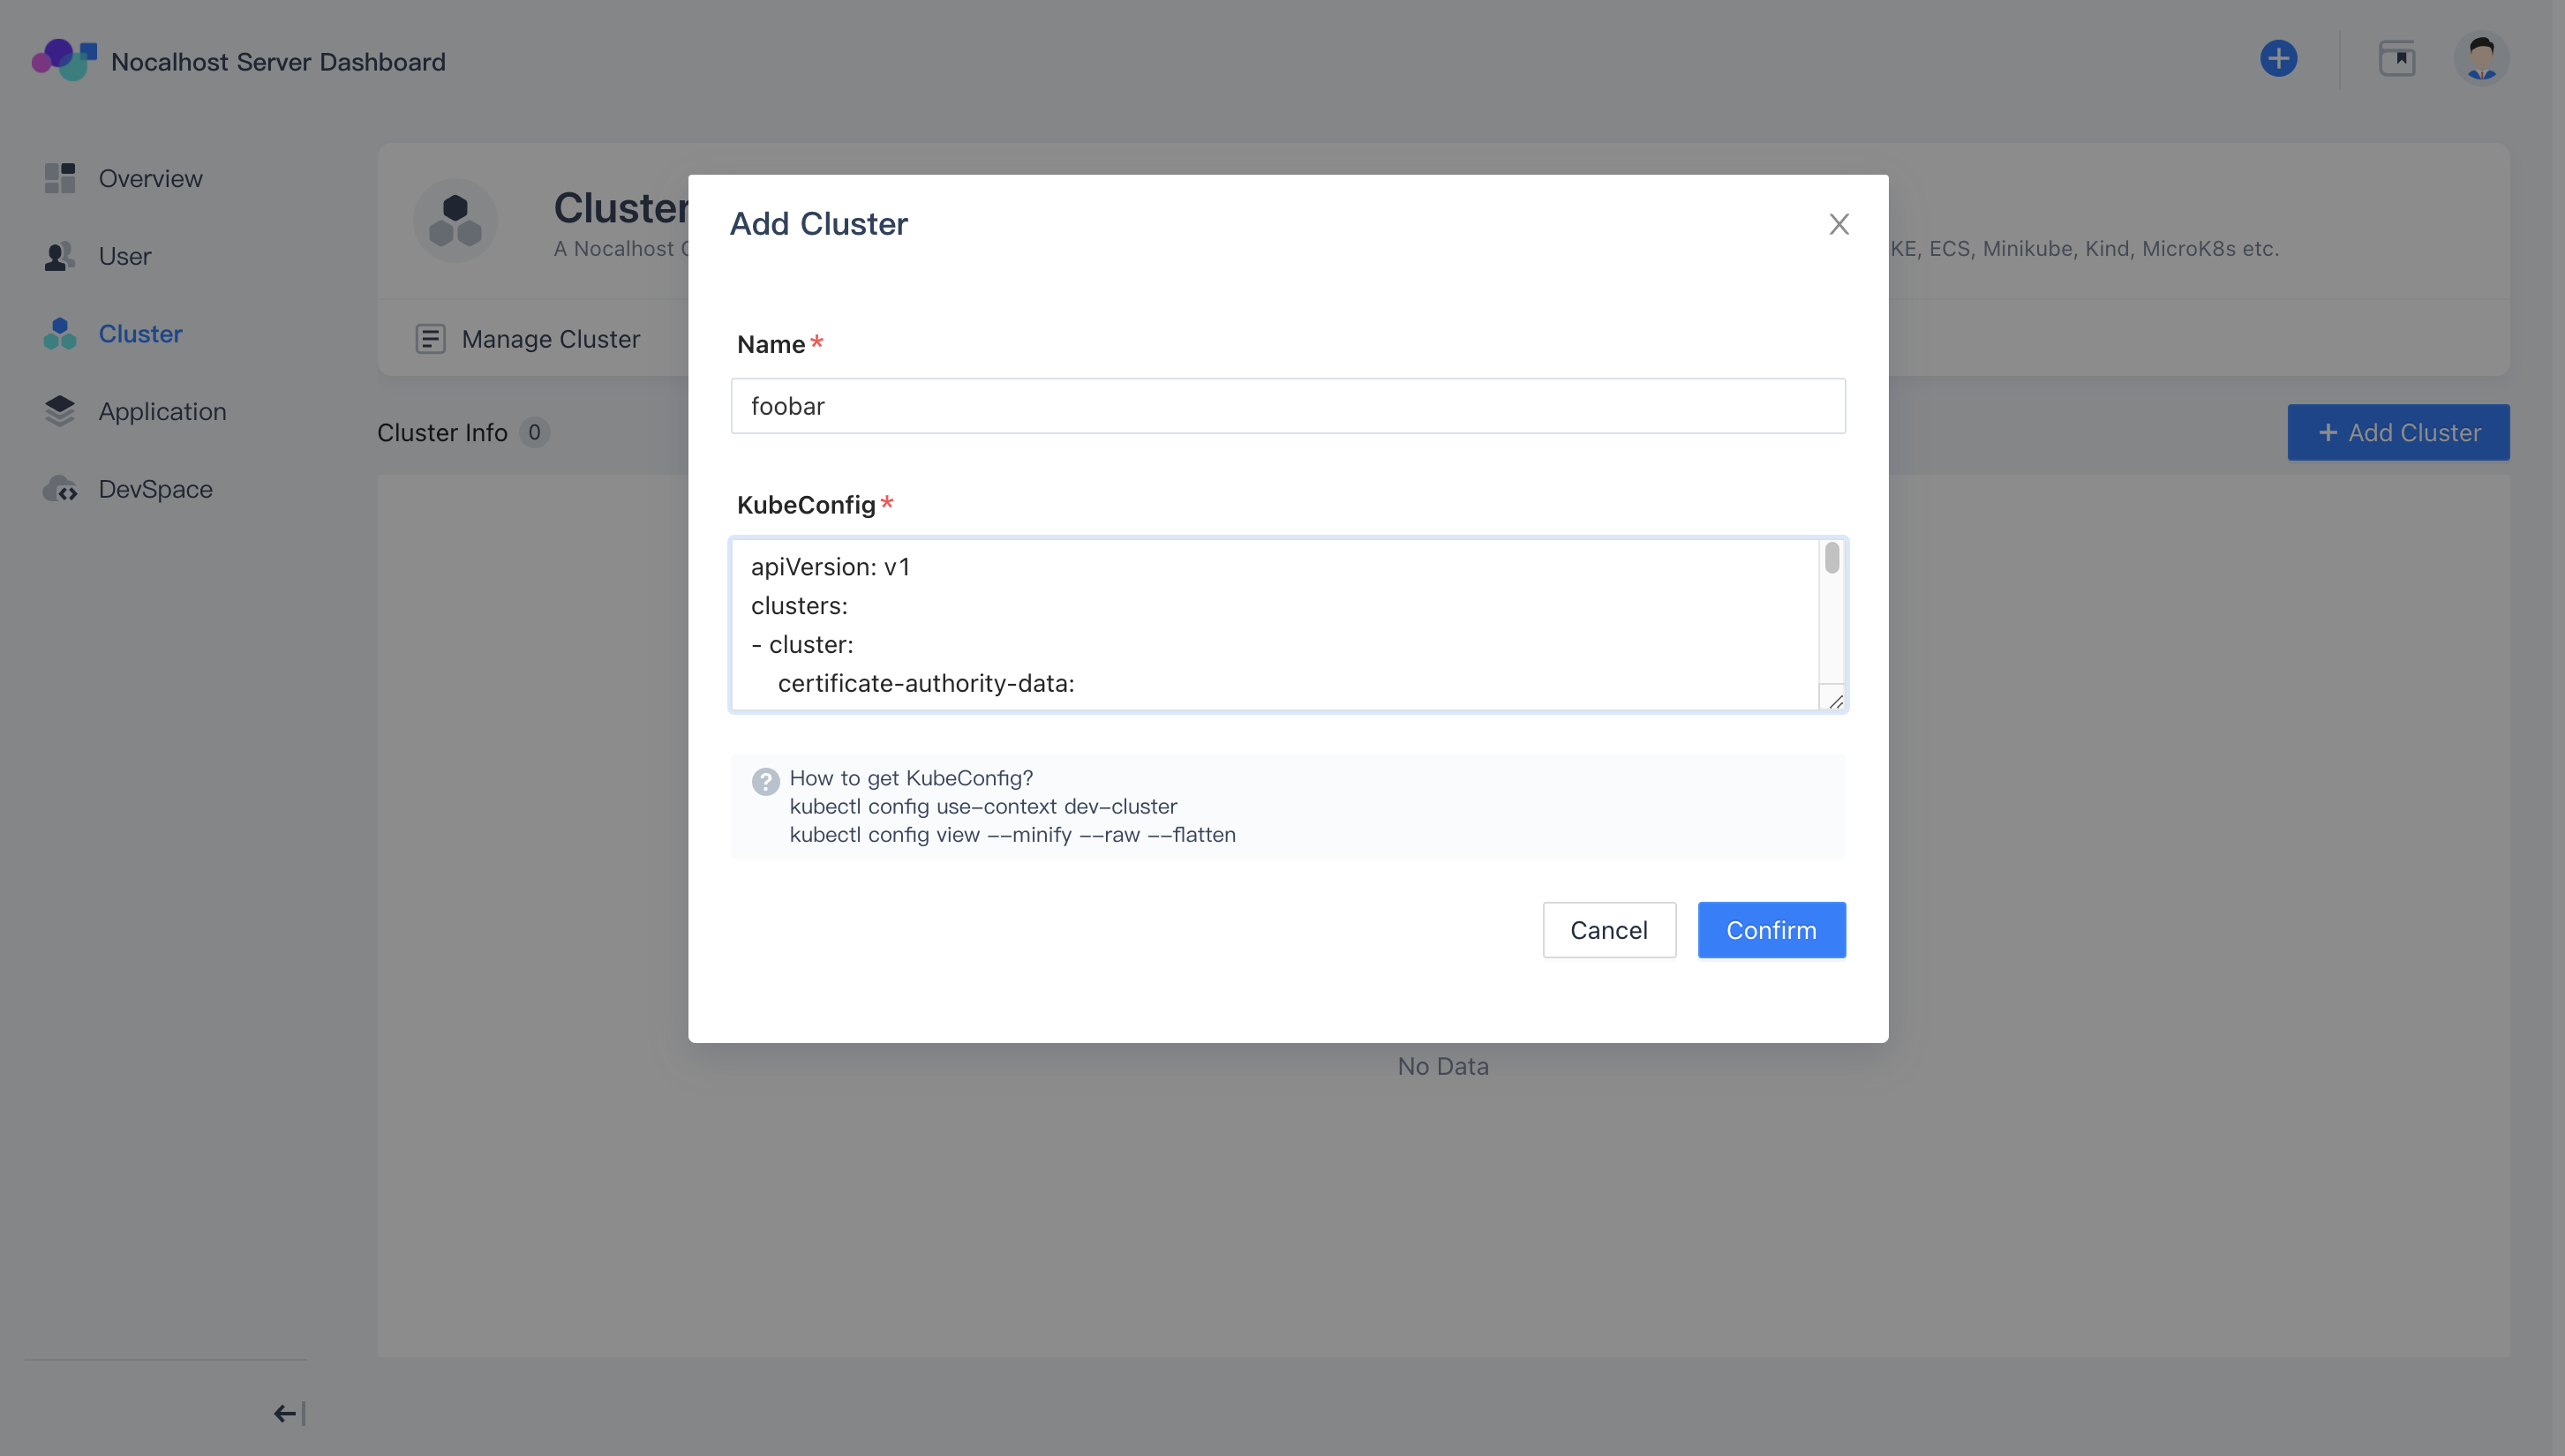 Nocalhost Server Dashboard
Overview
User
Cluster
Application
DevSpace
Cluster
A Nocalhost
KE, ECS, Minikube, Kind, MicroK8s etc.
Manage Cluster
Cluster Info 0
+ Add Cluster
No Data
Add Cluster
Name*
foobar
KubeConfig*
apiVersion: v1
clusters:
- cluster:
certificate-authority-data:
? How to get KubeConfig?
kubectl config use-context dev-cluster
kubectl config view --minify --raw --flatten
Cancel
Confirm